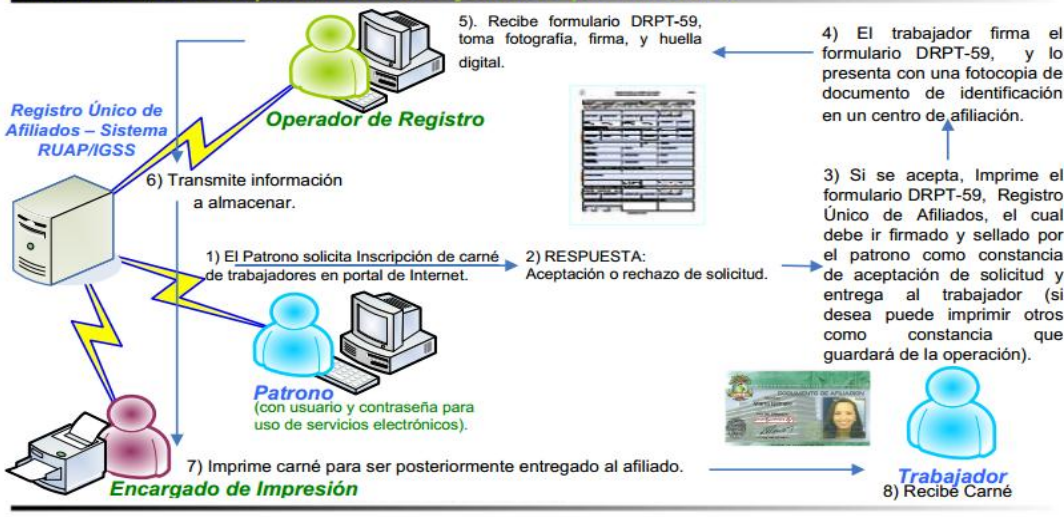 5). Recibe formulario DRPT-59,
toma fotografía, firma, y huella
digital.
4) El trabajador firma el
formulario DRPT-59, y lo
presenta con una fotocopia de
documento de identificación
en un centro de afiliación.
Registro Único de
Afiliados – Sistema
RUAP/IGSS
Operador de Registro
6) Transmite información
a almacenar.
3) Si se acepta, Imprime el
formulario DRPT-59, Registro
Único de Afiliados, el cual
debe ir firmado y sellado por
el patrono como constancia
de aceptación de solicitud y
entrega al trabajador (si
desea puede imprimir otros
como constancia que
guardará de la operación).
1) El Patrono solicita Inscripción de carné
de trabajadores en portal de Internet.
2) RESPUESTA:
Aceptación o rechazo de solicitud.
Patrono
(con usuario y contraseña para
uso de servicios electrónicos).
DOCUMENTO DE AFILIACION
7) Imprime carné para ser posteriormente entregado al afiliado.
Encargado de Impresión
Trabajador
8) Recibe Carné